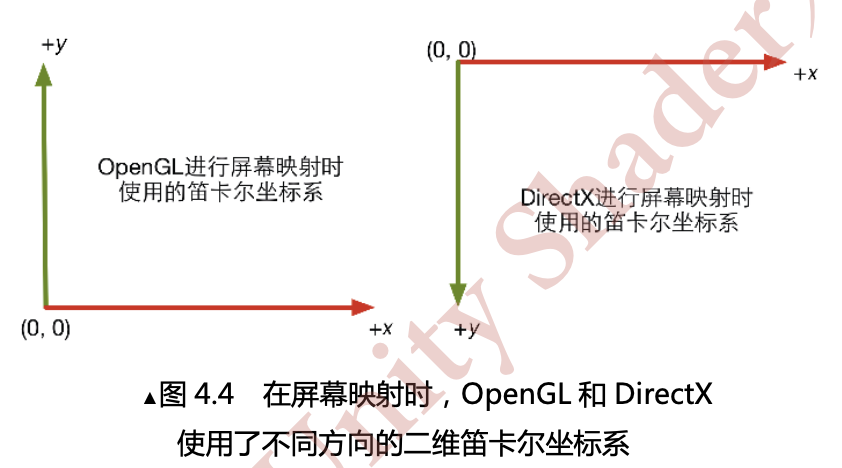 +y
OpenGL进行屏幕映射时
使用的笛卡尔坐标系
(0, 0)
+x
(0, 0)
+x
DirectX进行屏幕映射时
使用的笛卡尔坐标系
+y
▲图 4.4 在屏幕映射时，OpenGL 和 DirectX
使用了不同方向的二维笛卡尔坐标系
Unity Shader)